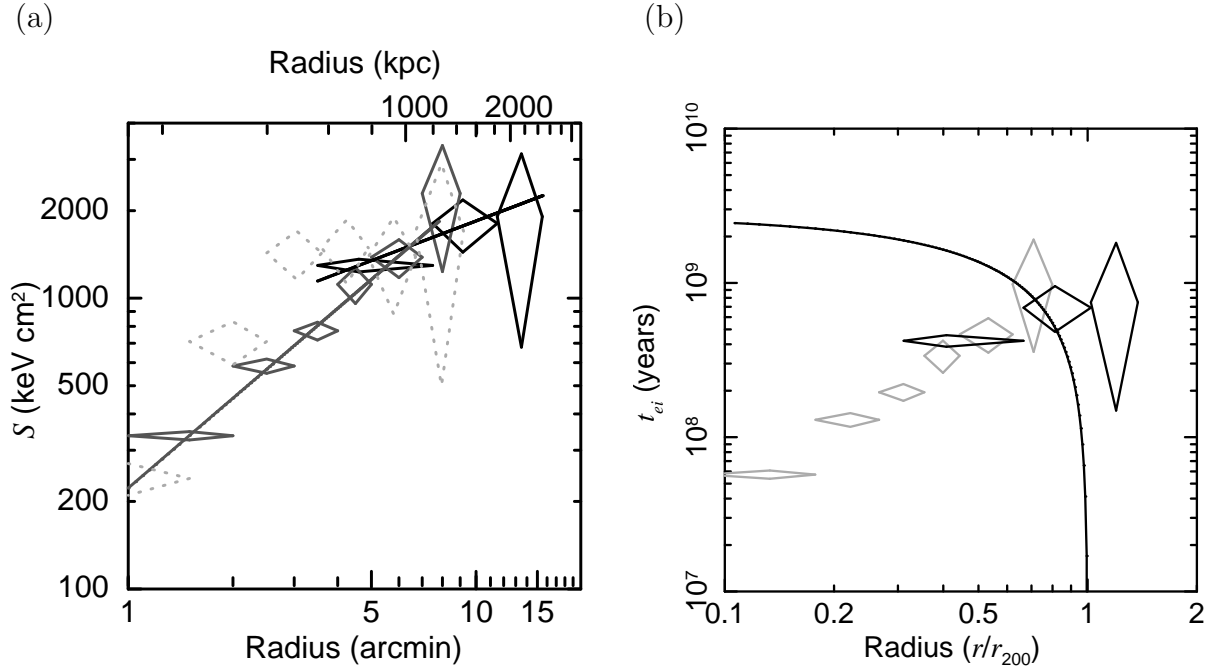 (a)
Radius (kpc)
1000 2000
S (keV cm²)
2000
1000
500
200
100
1 5 10 15
Radius (arcmin)
(b)
t_ei (years)
10¹⁰
10⁹
10⁸
10⁷
0.1 0.2 0.5 1 2
Radius (r/r₂₀₀)